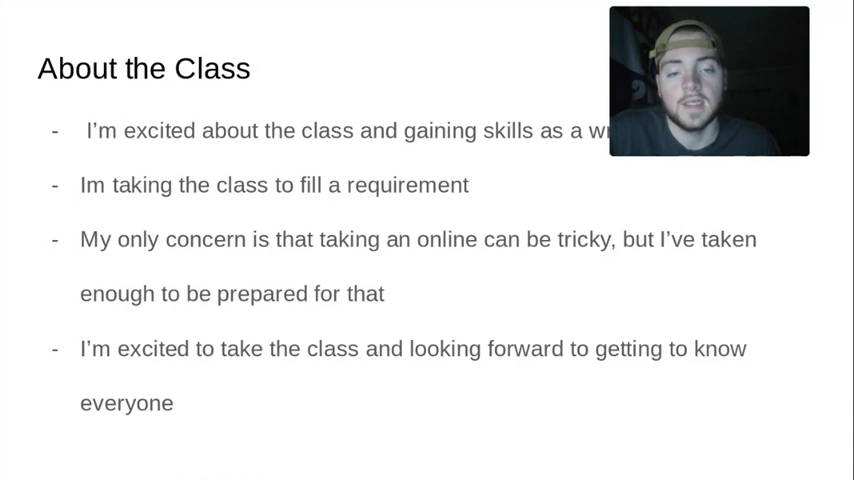 About the Class
- I’m excited about the class and gaining skills as a
- Im taking the class to fill a requirement
- My only concern is that taking an online can be tricky, but I’ve taken
enough to be prepared for that
- I’m excited to take the class and looking forward to getting to know
everyone